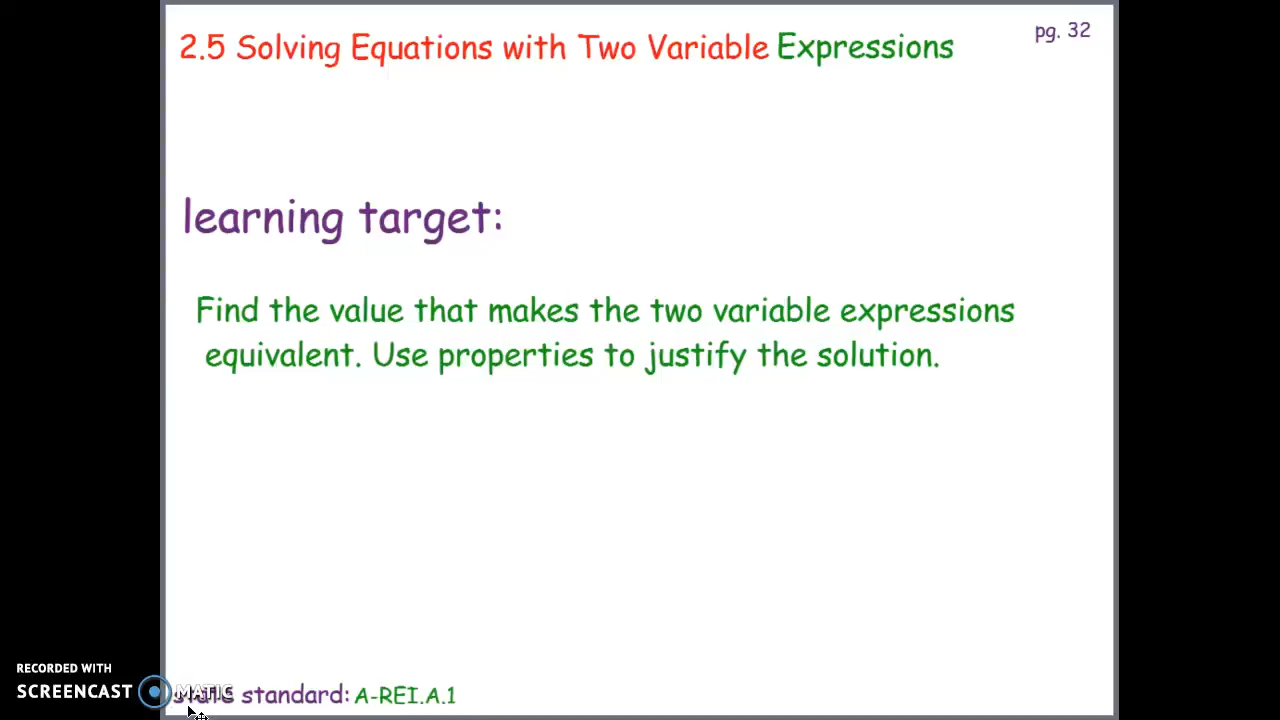 2.5 Solving Equations with Two Variable Expressions
pg. 32
learning target:
Find the value that makes the two variable expressions
equivalent. Use properties to justify the solution.
RECORDED WITH
SCREENCAST MATIC
state standard: A-REI.A.1